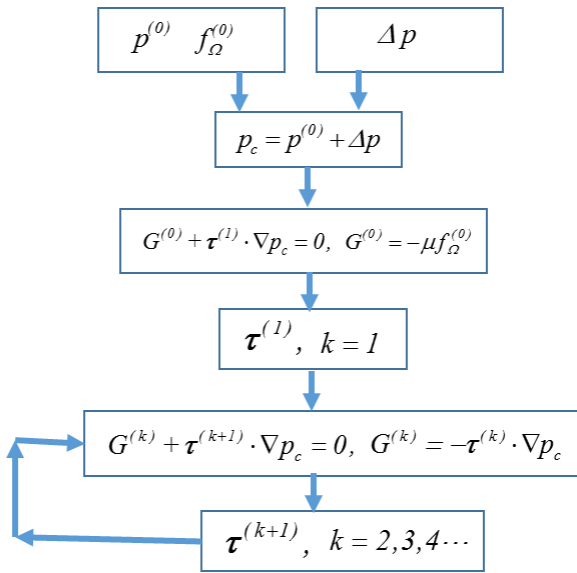 p^{(0)} f_Ω^{(0)}
Δp
p_c = p^{(0)} + Δp
G^{(0)} + τ^{(1)} · ∇p_c = 0, G^{(0)} = −μf_Ω^{(0)}
τ^{(1)}, k = 1
G^{(k)} + τ^{(k+1)} · ∇p_c = 0, G^{(k)} = −τ^{(k)} · ∇p_c
τ^{(k+1)}, k = 2,3,4⋯